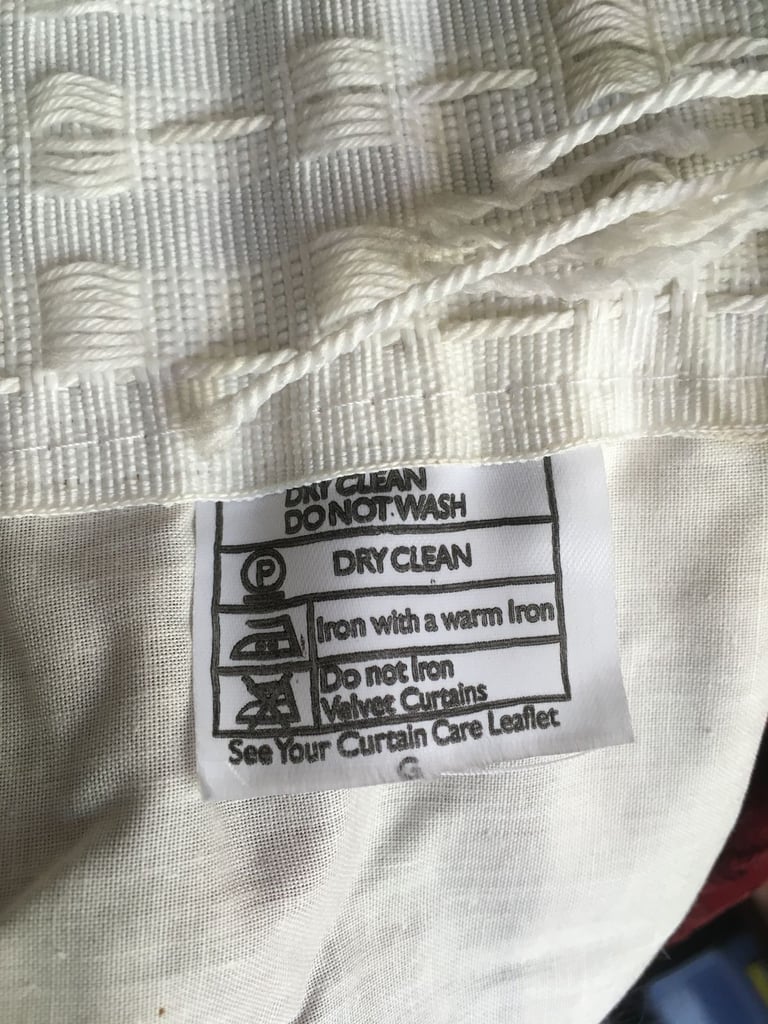 DRY CLEAN
DO NOT WASH
P DRY CLEAN
Iron with a warm Iron
Do not Iron
Velvet Curtains
See Your Curtain Care Leaflet
G